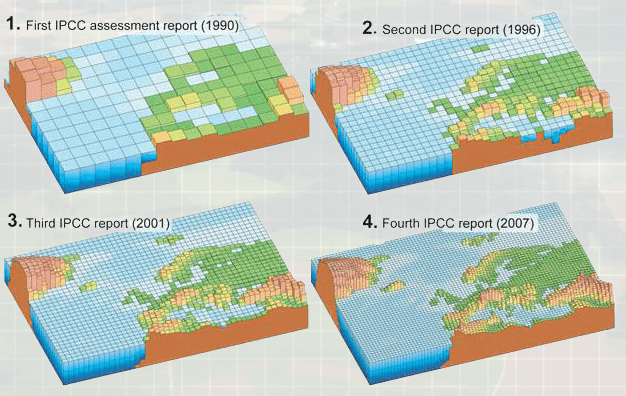 1. First IPCC assessment report (1990)
2. Second IPCC report (1996)
3. Third IPCC report (2001)
4. Fourth IPCC report (2007)